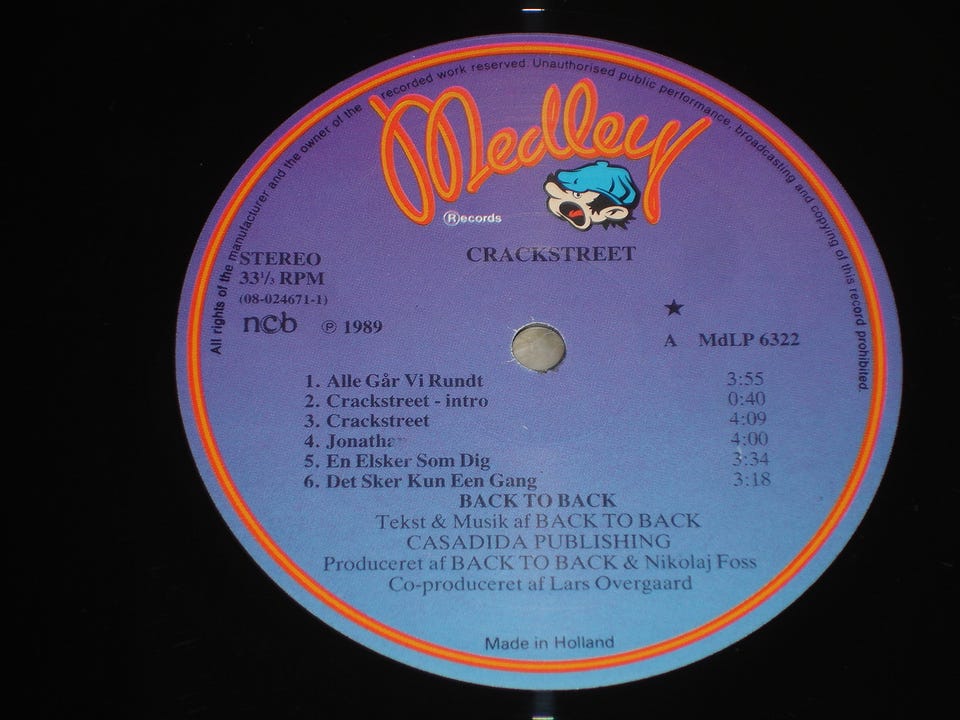 All rights of the manufacturer and the owner of the recorded work reserved. Unauthorised public performance, broadcasting and copying of this record prohibited.
Medley
Records
CRACKSTREET
STEREO
33 1/3 RPM
(08-024671-1)
ncb ℗ 1989
★
A MdLP 6322
1. Alle Går Vi Rundt 3:55
2. Crackstreet - intro 0:40
3. Crackstreet 4:09
4. Jonathan 4:00
5. En Elsker Som Dig 3:34
6. Det Sker Kun Een Gang 3:18
BACK TO BACK
Tekst & Musik af BACK TO BACK
CASADIDA PUBLISHING
Produceret af BACK TO BACK & Nikolaj Foss
Co-produceret af Lars Overgaard
Made in Holland